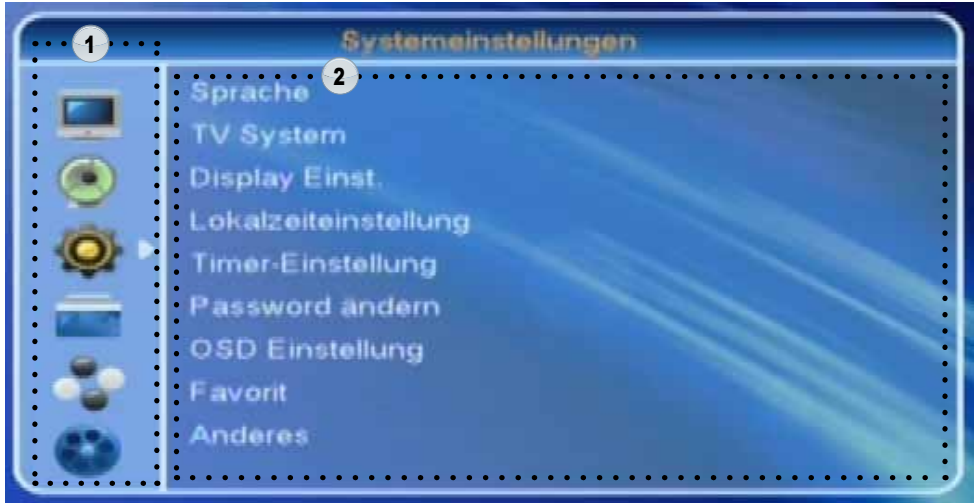 1
Systemeinstellungen
2
Sprache
TV System
Display Einst.
Lokalzeiteinstellung
Timer-Einstellung
Password ändern
OSD Einstellung
Favorit
Anderes